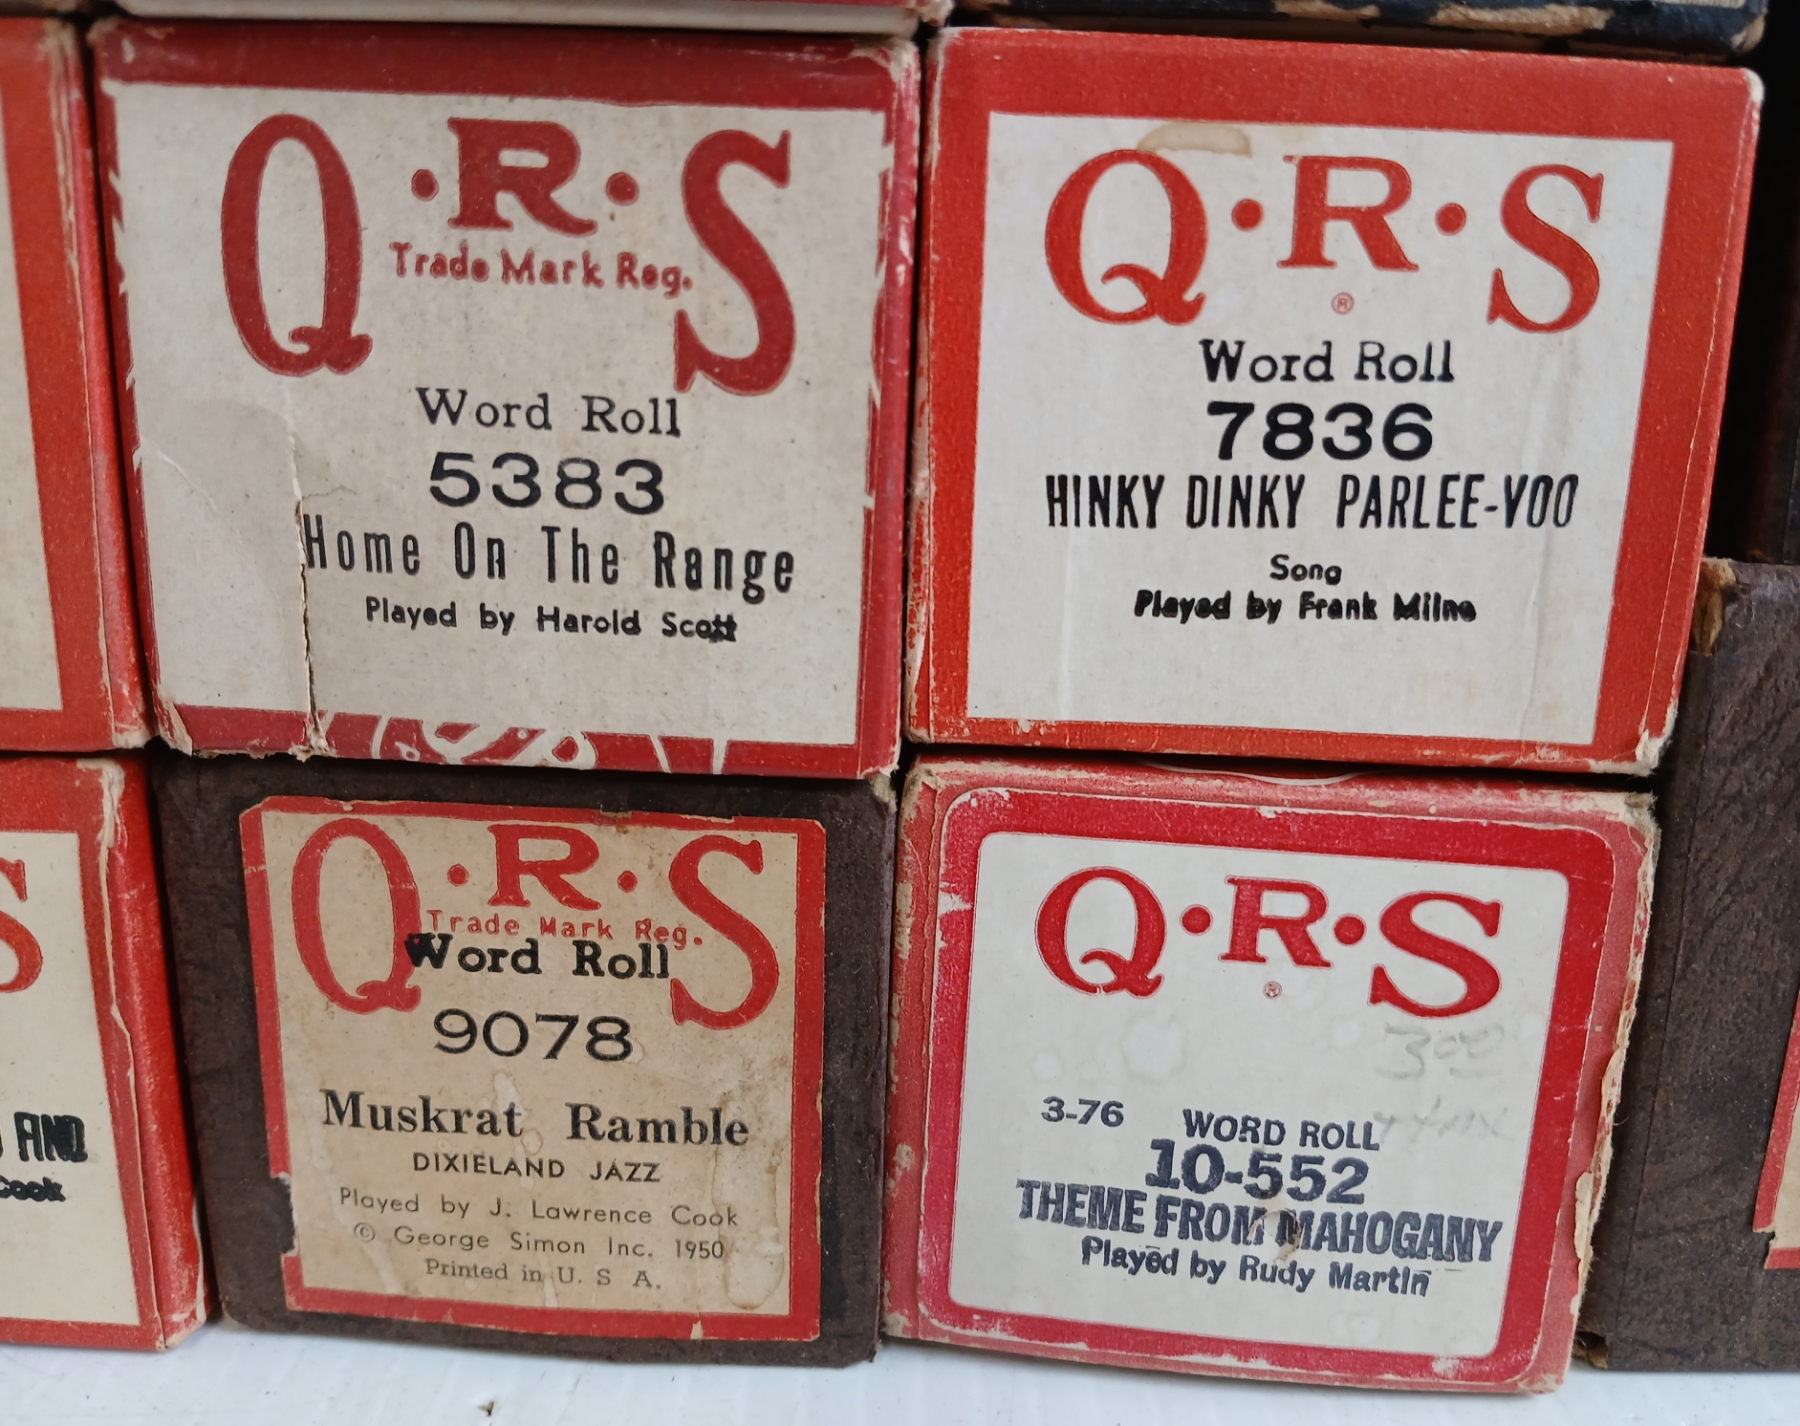 Q·R·S
Trade Mark Reg.
Word Roll
5383
Home On The Range
Played by Harold Scott
Q·R·S
®
Word Roll
7836
HINKY DINKY PARLEE-VOO
Song
Played by Frank Milne
S
FIND
Cook
Q·R·S
Trade Mark Reg.
Word Roll
9078
Muskrat Ramble
DIXIELAND JAZZ
Played by J. Lawrence Cook
© George Simon Inc. 1950
Printed in U. S A.
Q·R·S
®
3⁰⁰
3-76 WORD ROLL
10-552
THEME FROM MAHOGANY
Played by Rudy Martin